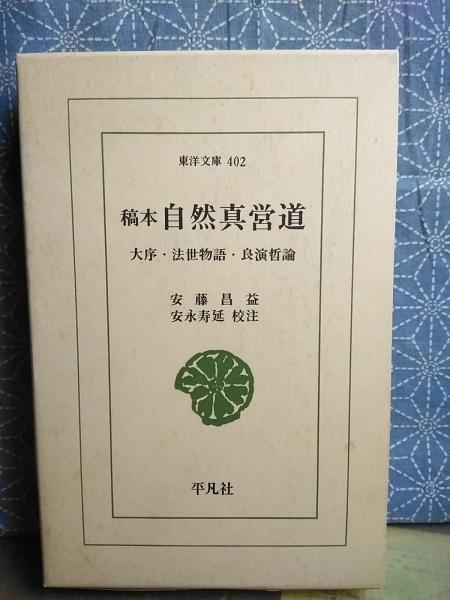 東洋文庫 402
稿本 自然真営道
大序・法世物語・良演哲論
安藤昌益
安永寿延 校注
平凡社